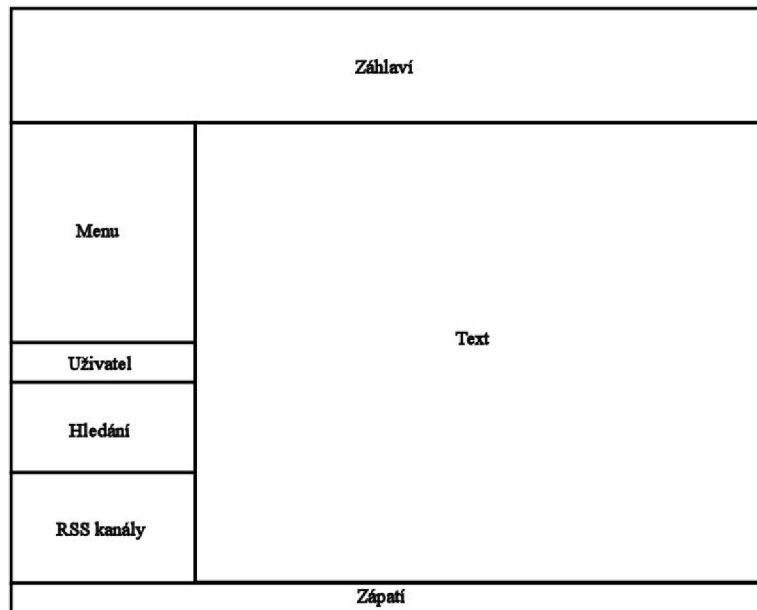 Záhlaví
Menu
Uživatel
Hledání
RSS kanály
Text
Zápatí